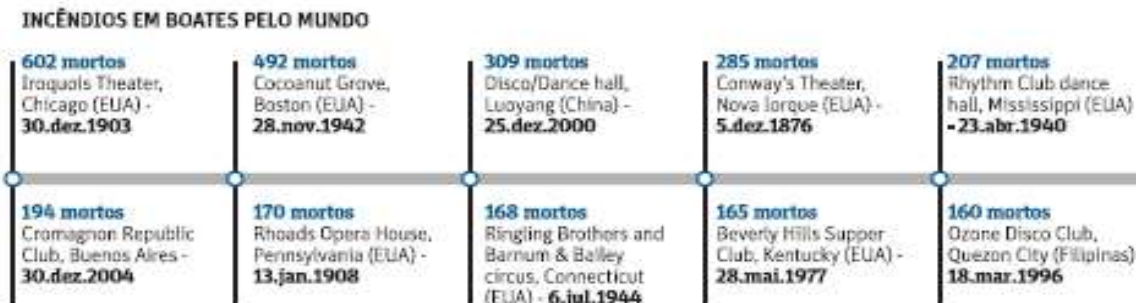 INCÊNDIOS EM BOATES PELO MUNDO
602 mortos
Iroquois Theater,
Chicago (EUA) -
30.dez.1903
492 mortos
Cocoanut Grove,
Boston (EUA) -
28.nov.1942
309 mortos
Disco/Dance hall,
Luoyang (China) -
25.dez.2000
285 mortos
Conway's Theater,
Nova Iorque (EUA) -
5.dez.1876
207 mortos
Rhythm Club dance
hall, Mississippi (EUA)
- 23.abr.1940
194 mortos
Cromagnon Republic
Club, Buenos Aires -
30.dez.2004
170 mortos
Rhoads Opera House,
Pennsylvania (EUA) -
13.jan.1908
168 mortos
Ringling Brothers and
Barnum & Bailey
circus, Connecticut
(EUA) - 6.jul.1944
165 mortos
Beverly Hills Supper
Club, Kentucky (EUA) -
28.mai.1977
160 mortos
Ozone Disco Club,
Quezon City (Filipinas)
18.mar.1996